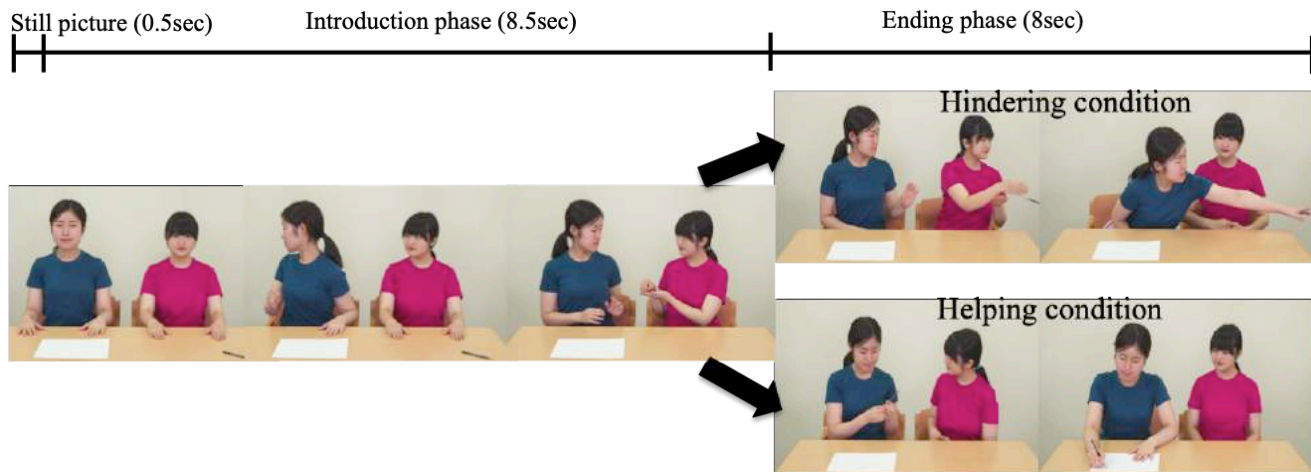 Still picture (0.5sec)
Introduction phase (8.5sec)
Ending phase (8sec)
Hindering condition
Helping condition